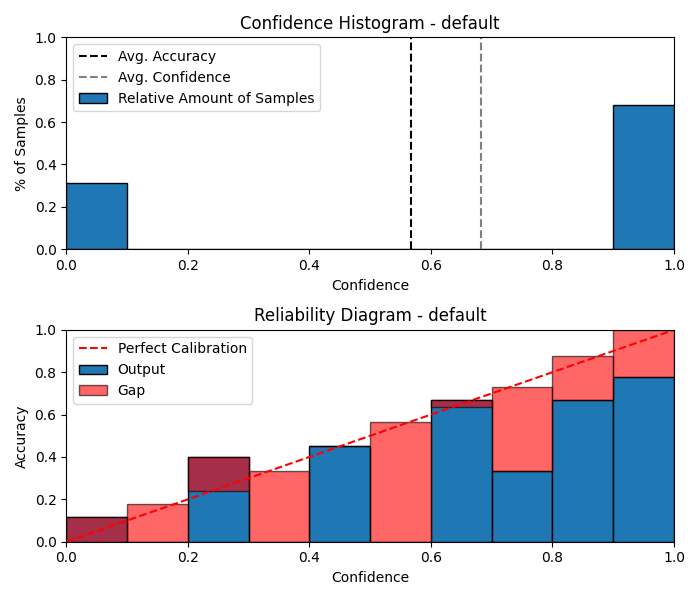 Confidence Histogram - default
1.0
0.8
0.6
0.4
0.2
0.0
% of Samples
Avg. Accuracy
Avg. Confidence
Relative Amount of Samples
0.0 0.2 0.4 0.6 0.8 1.0
Confidence
Reliability Diagram - default
1.0
0.8
0.6
0.4
0.2
0.0
Accuracy
Perfect Calibration
Output
Gap
0.0 0.2 0.4 0.6 0.8 1.0
Confidence